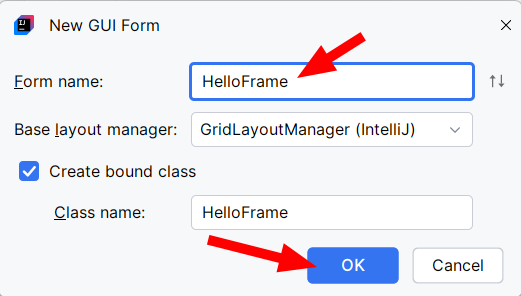 New GUI Form
Form name: HelloFrame
Base layout manager: GridLayoutManager (IntelliJ)
Create bound class
Class name: HelloFrame
OK Cancel